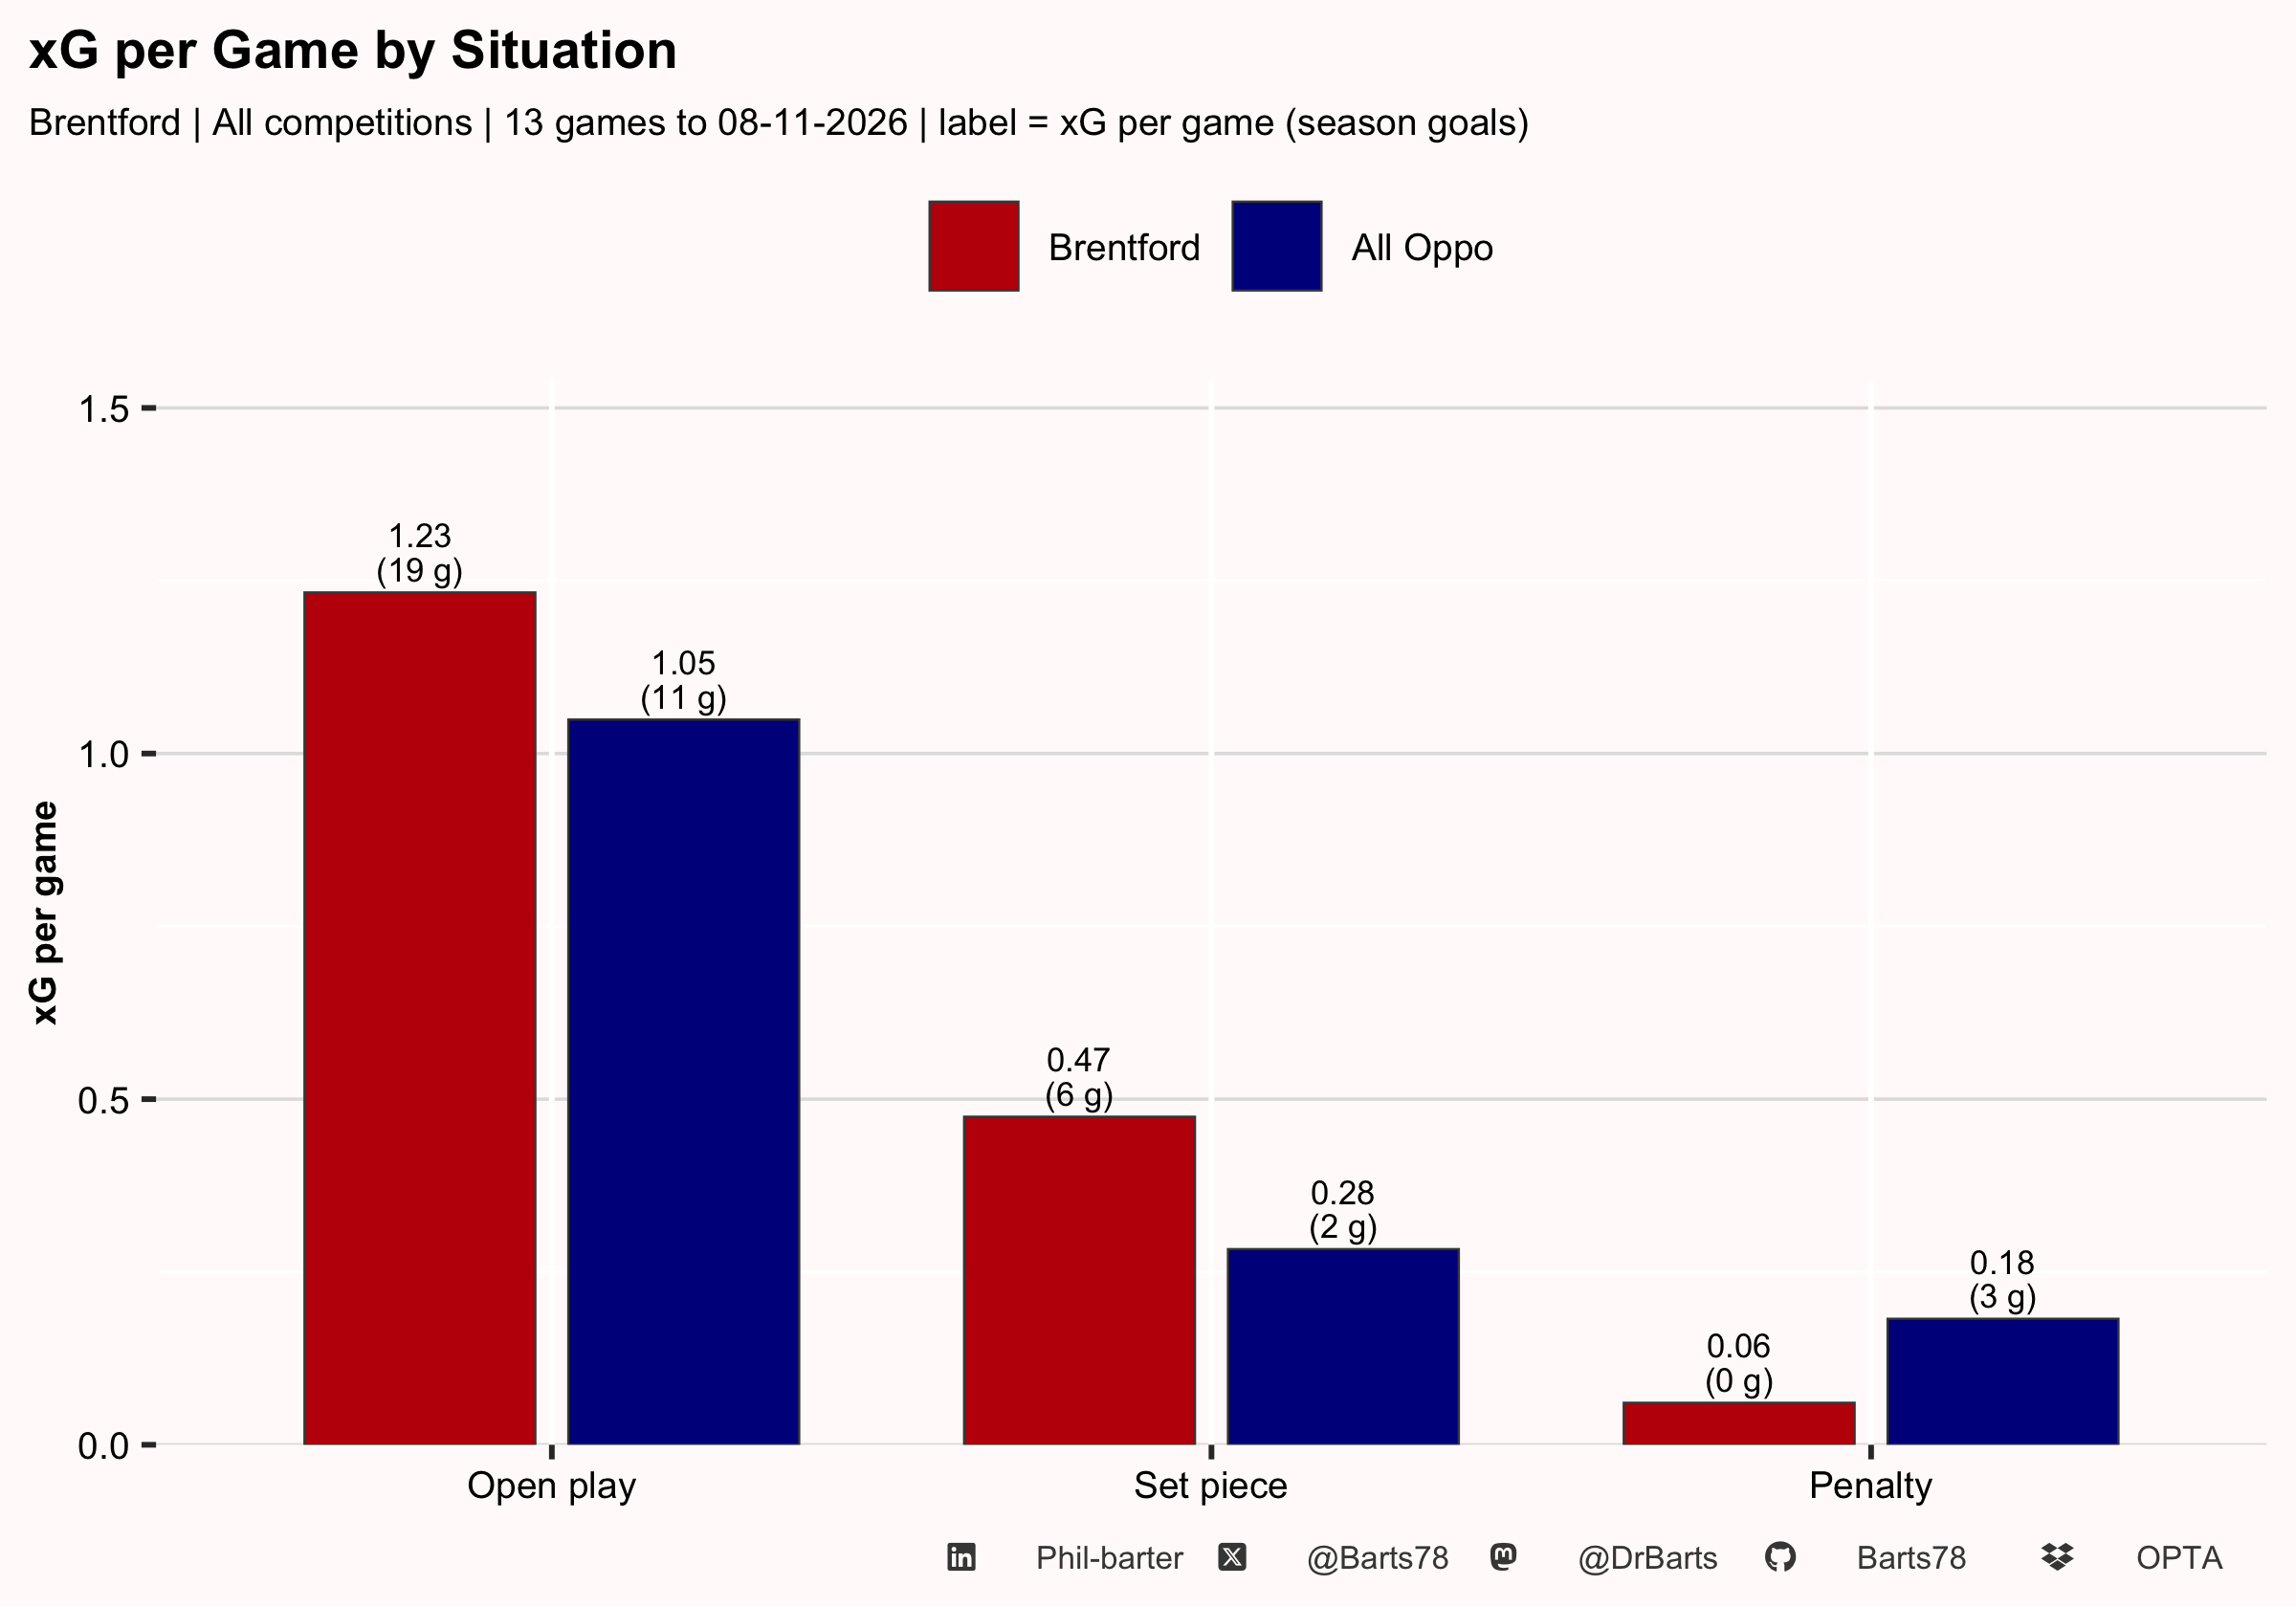 xG per Game by Situation
Brentford | All competitions | 13 games to 08-11-2026 | label = xG per game (season goals)
Brentford
All Oppo
xG per game
1.5
1.0
0.5
0.0
1.23
(19 g)
1.05
(11 g)
0.47
(6 g)
0.28
(2 g)
0.06
(0 g)
0.18
(3 g)
Open play
Set piece
Penalty
Phil-barter @Barts78 @DrBarts Barts78 OPTA